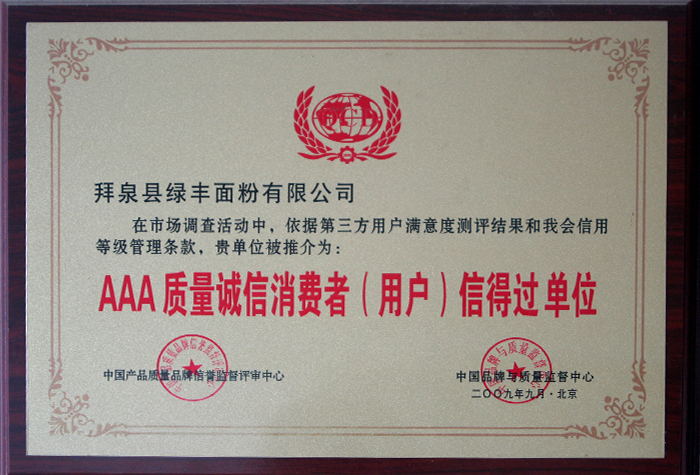 拜泉县绿丰面粉有限公司
在市场调查活动中，依据第三方用户满意度测评结果和我会信用
等级管理条款，贵单位被推介为：
AAA 质量诚信消费者（用户）信得过单位
中国产品质量品牌信誉监督评审中心
中国品牌与质量监督中心
二〇〇九年九月·北京